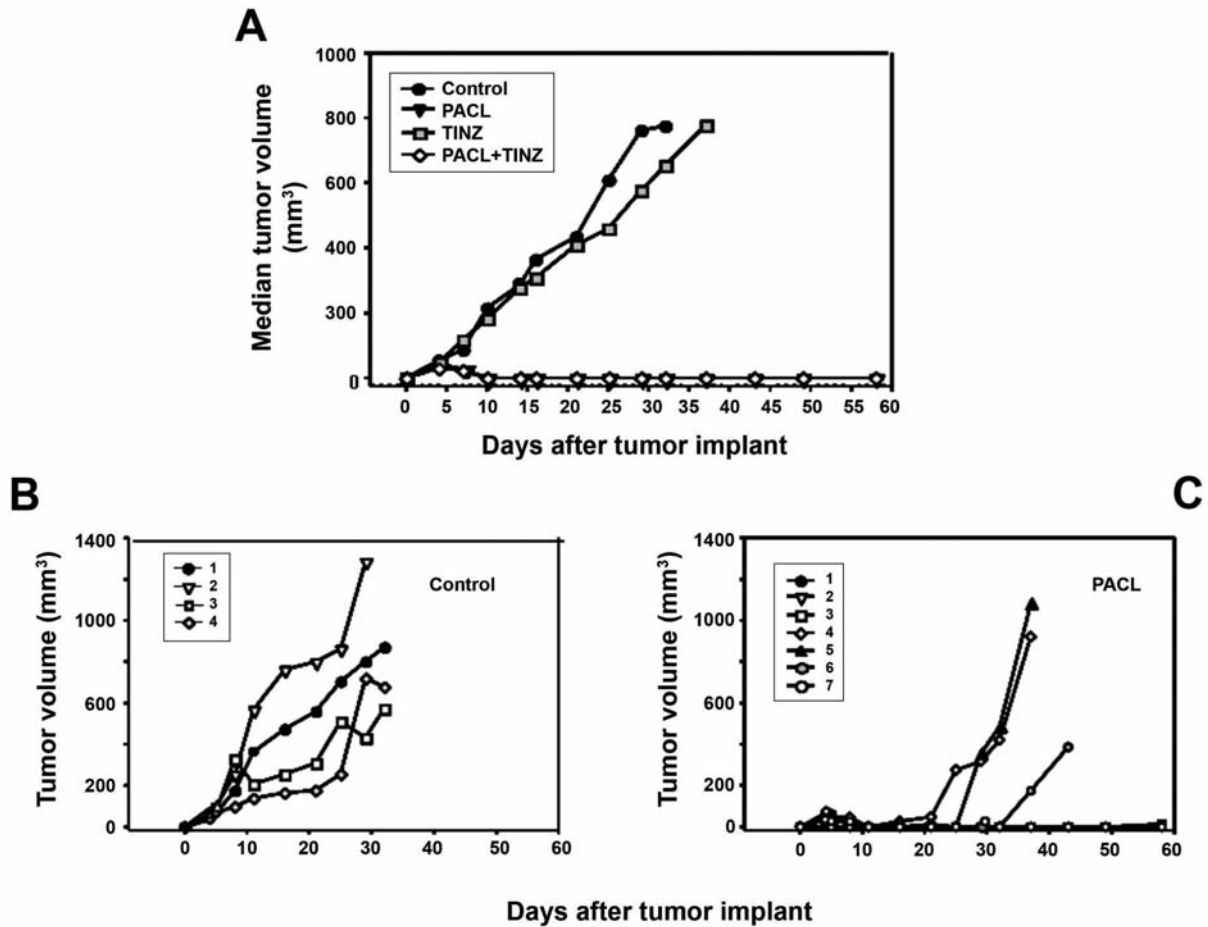 A
Median tumor volume
(mm³)
1000
800
600
400
300
0
Control
PACL
TINZ
PACL+TINZ
0 5 10 15 20 25 30 35 40 45 50 55 60
Days after tumor implant
B
Tumor volume (mm³)
1400
1000
600
200
0
1
2
3
4
Control
0 10 20 30 40 50 60
C
Tumor volume (mm³)
1400
1000
600
200
0
1
2
3
4
5
6
7
PACL
0 10 20 30 40 50 60
Days after tumor implant